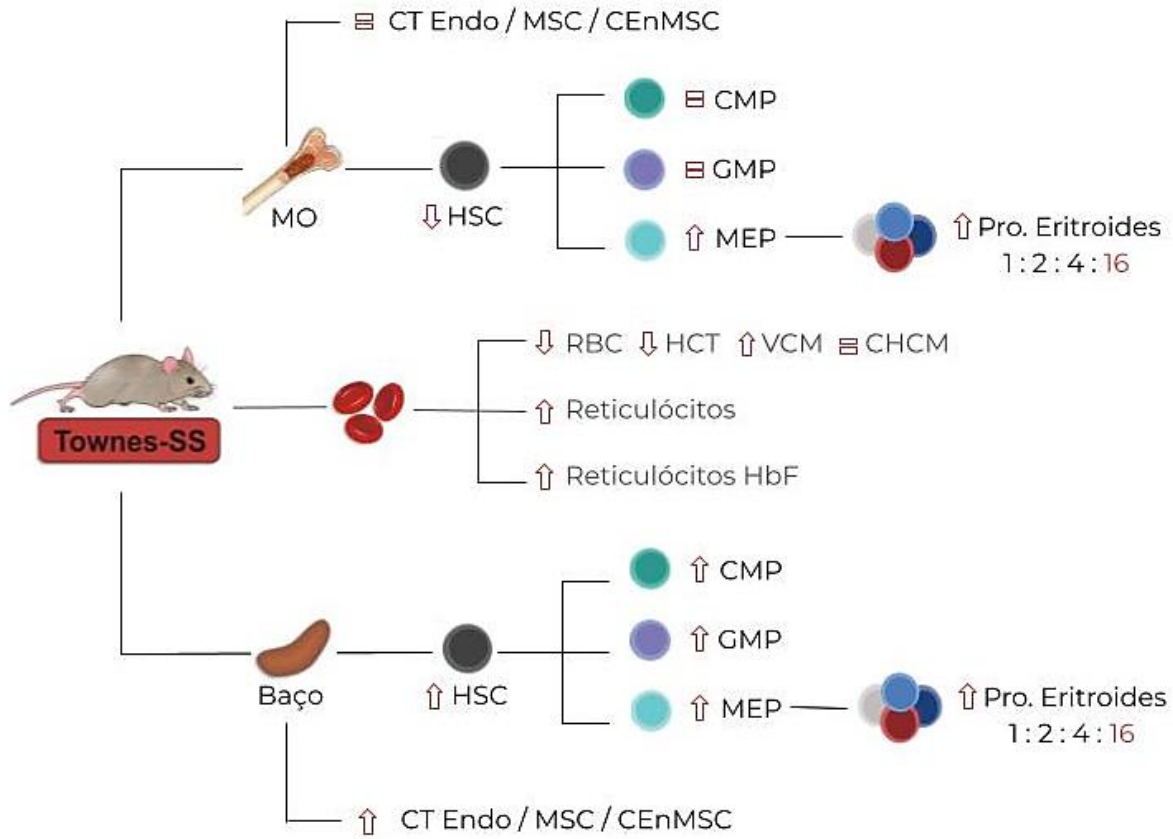 CT Endo / MSC / CEnMSC
CMP
GMP
MO
HSC
MEP
Pro. Eritroides
1 : 2 : 4 : 16
RBC HCT VCM CHCM
Townes-SS
Reticulócitos
Reticulócitos HbF
CMP
GMP
Baço
HSC
MEP
Pro. Eritroides
1 : 2 : 4 : 16
CT Endo / MSC / CEnMSC